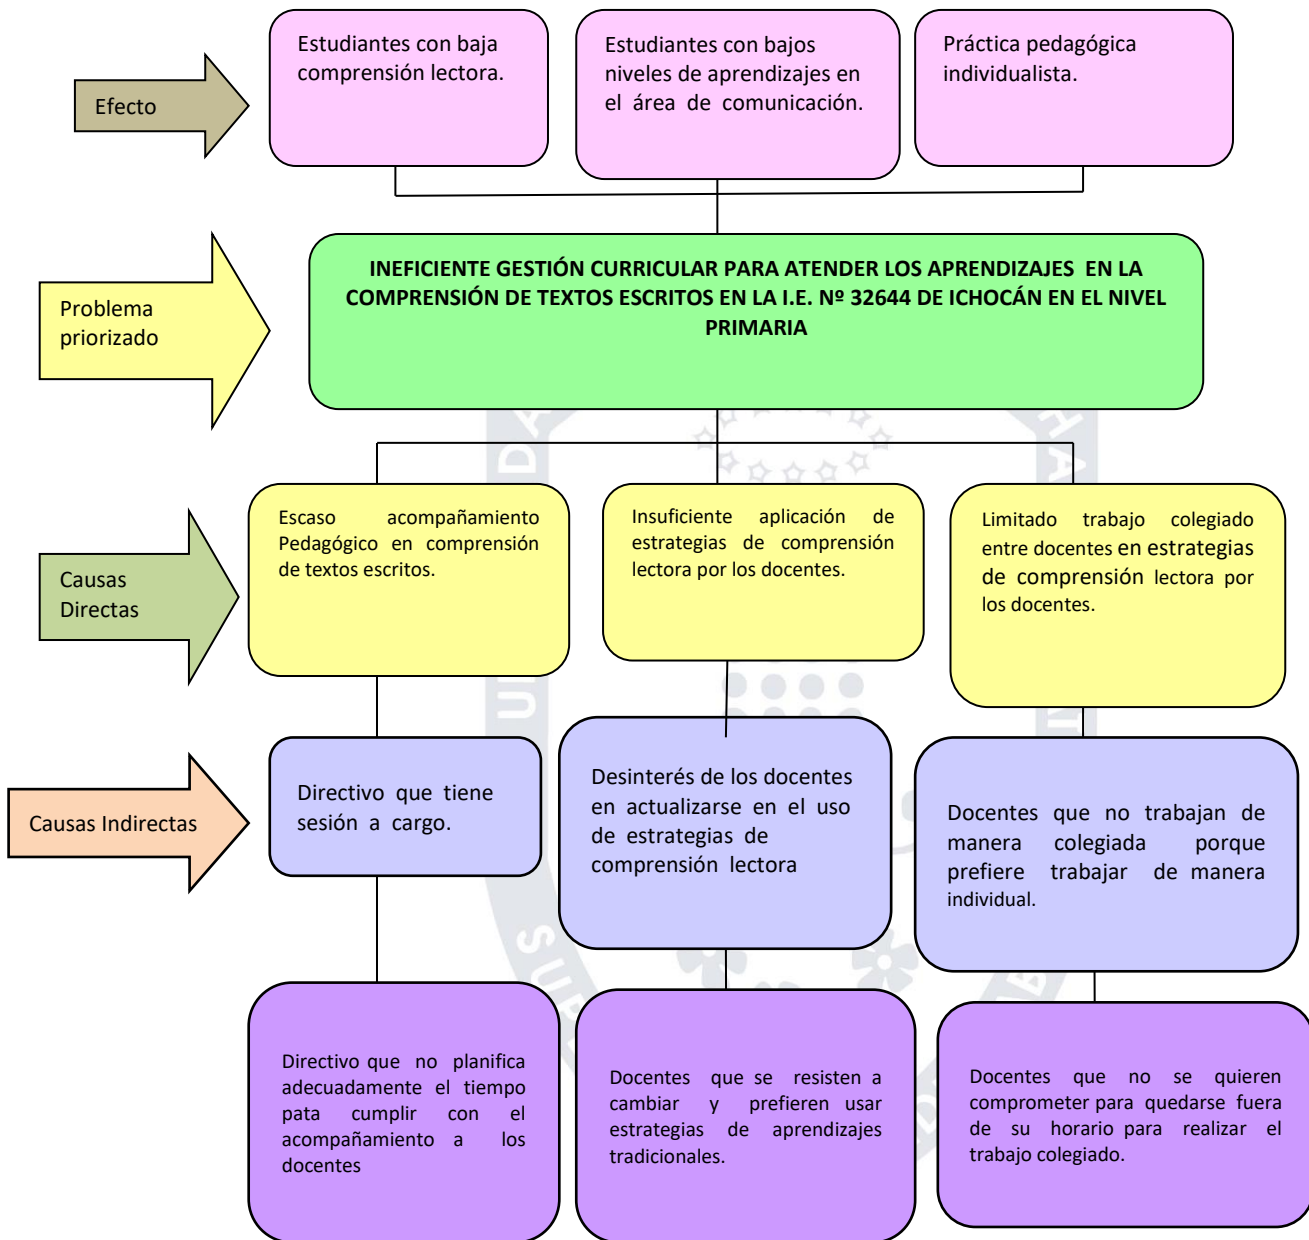 Efecto
Estudiantes con baja
comprensión lectora.
Estudiantes con bajos
niveles de aprendizajes en
el área de comunicación.
Práctica pedagógica
individualista.
Problema
priorizado
INEFICIENTE GESTIÓN CURRICULAR PARA ATENDER LOS APRENDIZAJES EN LA
COMPRENSIÓN DE TEXTOS ESCRITOS EN LA I.E. Nº 32644 DE ICHOCÁN EN EL NIVEL
PRIMARIA
Causas
Directas
Escaso acompañamiento
Pedagógico en comprensión
de textos escritos.
Insuficiente aplicación de
estrategias de comprensión
lectora por los docentes.
Limitado trabajo colegiado
entre docentes en estrategias
de comprensión lectora por
los docentes.
Causas Indirectas
Directivo que tiene
sesión a cargo.
Desinterés de los docentes
en actualizarse en el uso
de estrategias de
comprensión lectora
Docentes que no trabajan de
manera colegiada porque
prefiere trabajar de manera
individual.
Directivo que no planifica
adecuadamente el tiempo
pata cumplir con el
acompañamiento a los
docentes
Docentes que se resisten a
cambiar y prefieren usar
estrategias de aprendizajes
tradicionales.
Docentes que no se quieren
comprometer para quedarse fuera
de su horario para realizar el
trabajo colegiado.